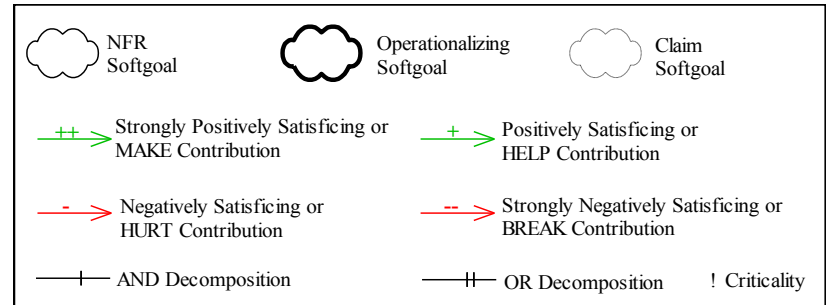 NFR
Softgoal
Operationalizing
Softgoal
Claim
Softgoal
++ Strongly Positively Satisficing or
MAKE Contribution
+ Positively Satisficing or
HELP Contribution
- Negatively Satisficing or
HURT Contribution
-- Strongly Negatively Satisficing or
BREAK Contribution
AND Decomposition
OR Decomposition
! Criticality